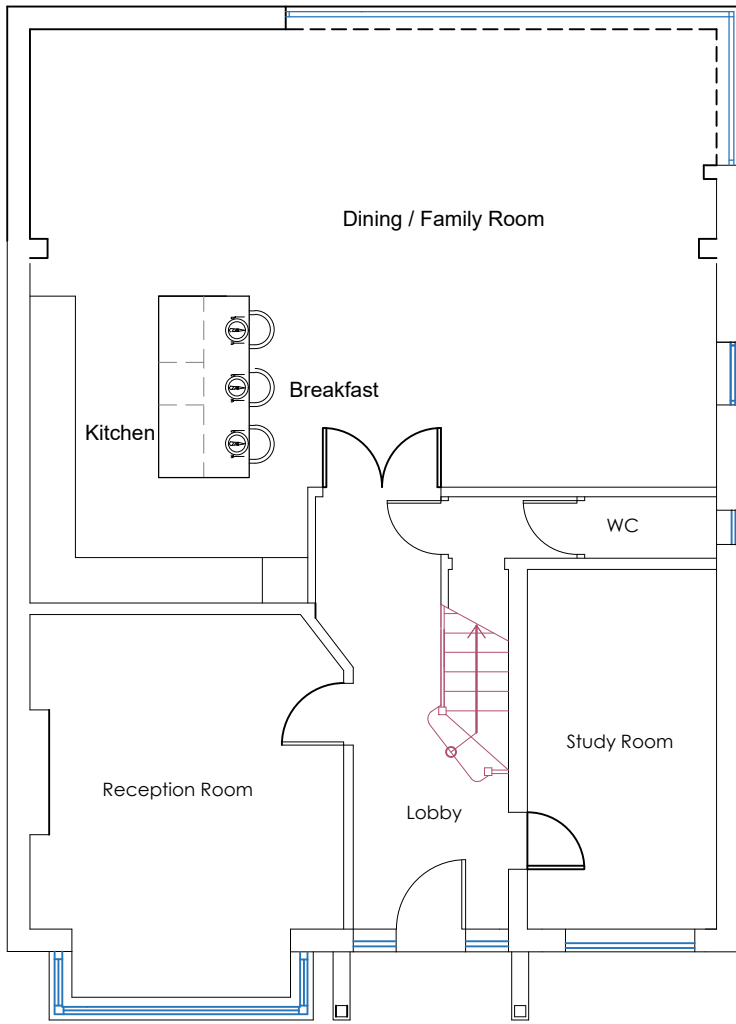 Dining / Family Room
Breakfast
Kitchen
WC
Study Room
Reception Room
Lobby